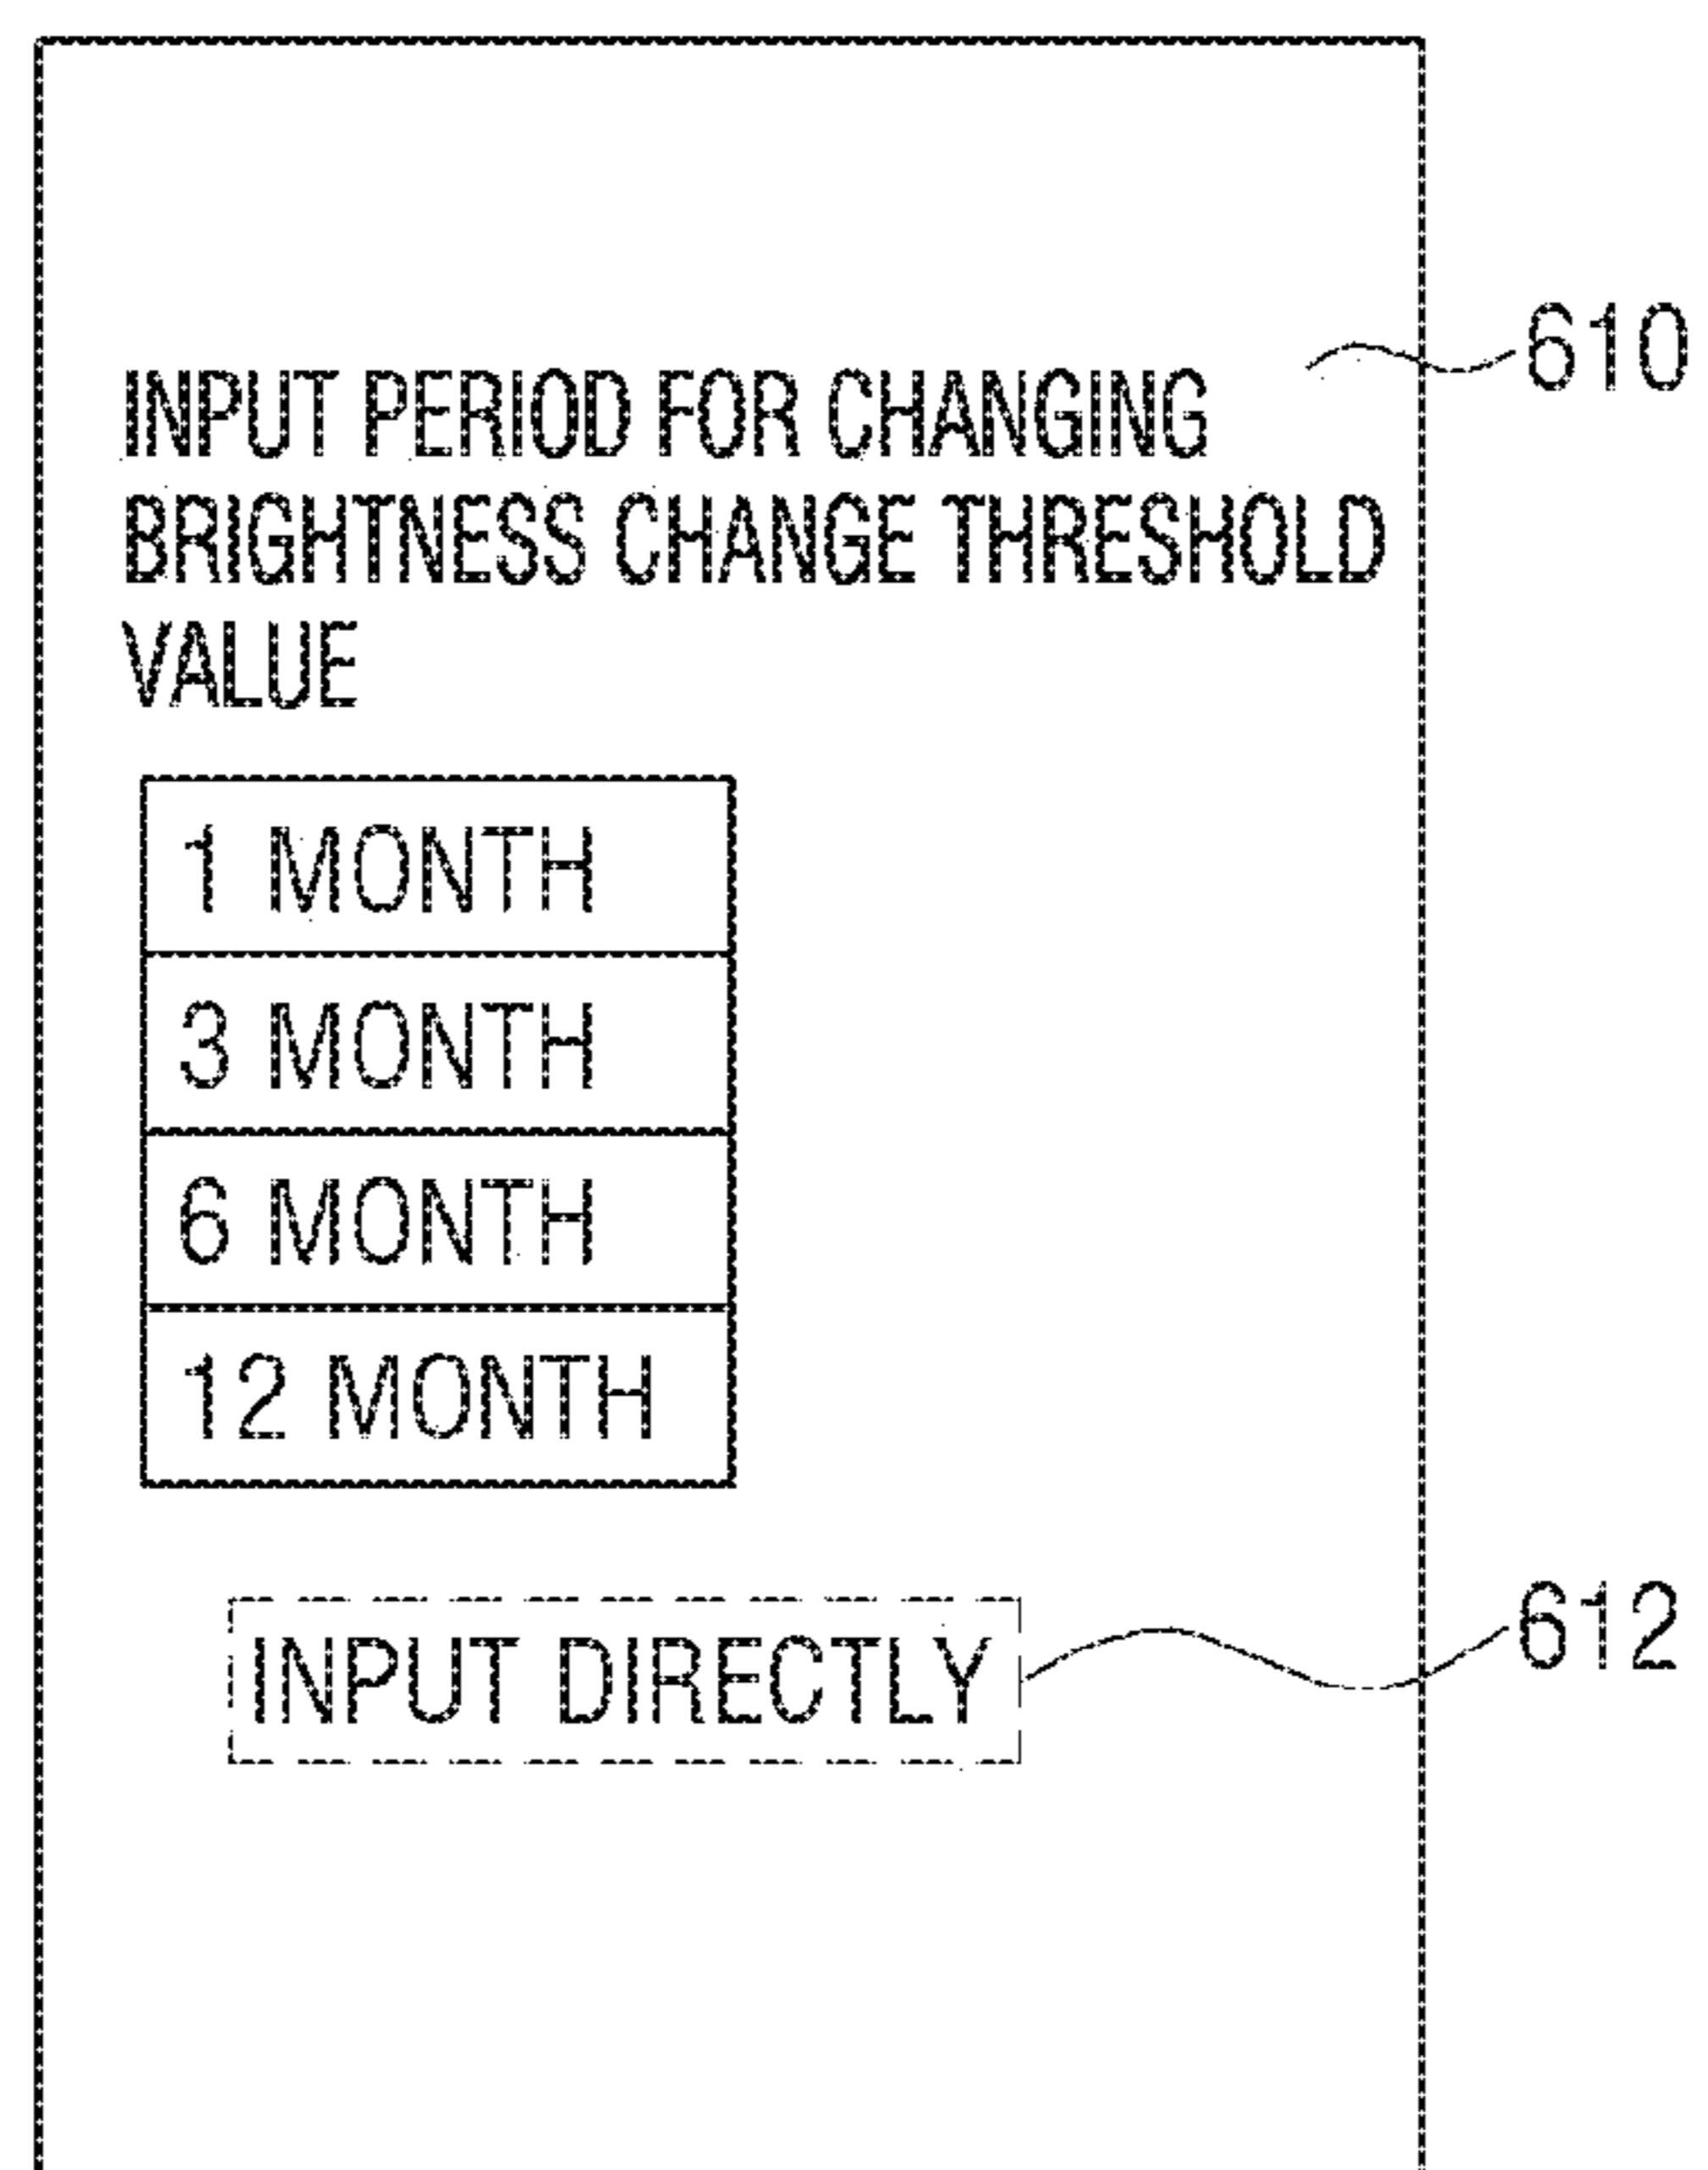 610
INPUT PERIOD FOR CHANGING
BRIGHTNESS CHANGE THRESHOLD
VALUE
1 MONTH
3 MONTH
6 MONTH
12 MONTH
INPUT DIRECTLY
612